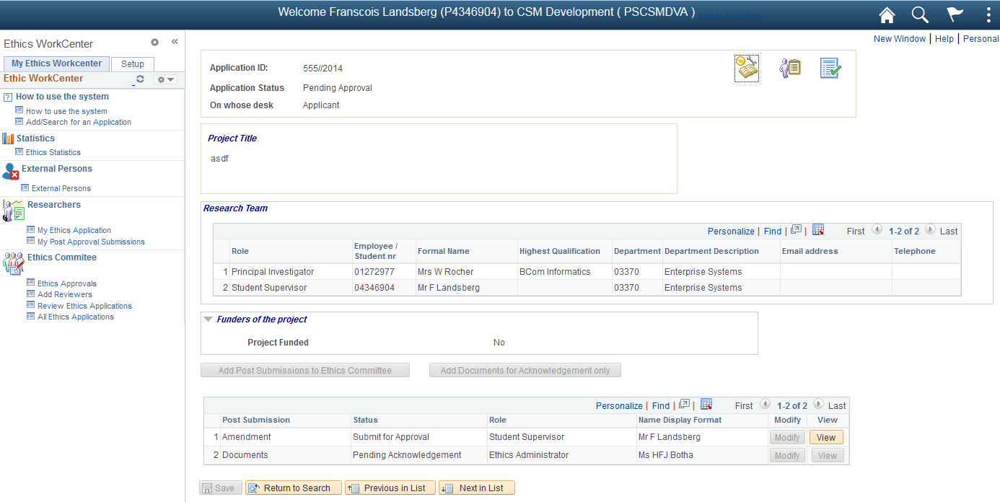 Welcome Franscois Landsberg (P4346904) to CSM Development ( PSCSMDVA )
Add to Favorites
New Window | Help | Personal
Ethics WorkCenter
«
My Ethics Workcenter
Setup
Ethic WorkCenter
? How to use the system
How to use the system
Add/Search for an Application
Statistics
Ethics Statistics
External Persons
External Persons
Researchers
My Ethics Application
My Post Approval Submissions
Ethics Commitee
Ethics Approvals
Add Reviewers
Review Ethics Applications
All Ethics Applications
Application ID: 555//2014
Application Status Pending Approval
On whose desk Applicant
Project Title
asdf
Research Team
Personalize | Find | | First 1-2 of 2 Last
Role Employee / Student nr Formal Name Highest Qualification Department Department Description Email address Telephone
1 Principal Investigator 01272977 Mrs W Rocher BCom Informatics 03370 Enterprise Systems
2 Student Supervisor 04346904 Mr F Landsberg 03370 Enterprise Systems
Funders of the project
Project Funded No
Add Post Submissions to Ethics Committee
Add Documents for Acknowledgement only
Personalize | Find | | First 1-2 of 2 Last
Post Submission Status Role Name Display Format Modify View
1 Amendment Submit for Approval Student Supervisor Mr F Landsberg Modify View
2 Documents Pending Acknowledgement Ethics Administrator Ms HFJ Botha Modify View
Save Return to Search Previous in List Next in List